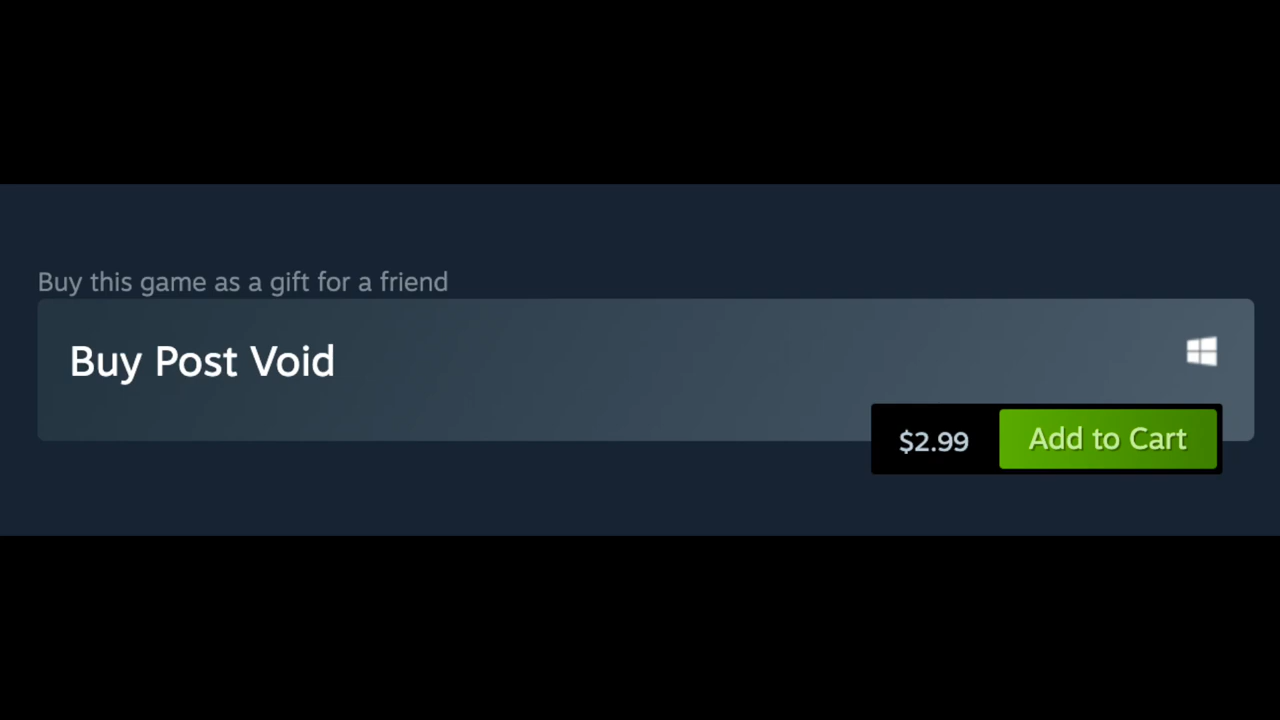 Buy this game as a gift for a friend
Buy Post Void
$2.99
Add to Cart